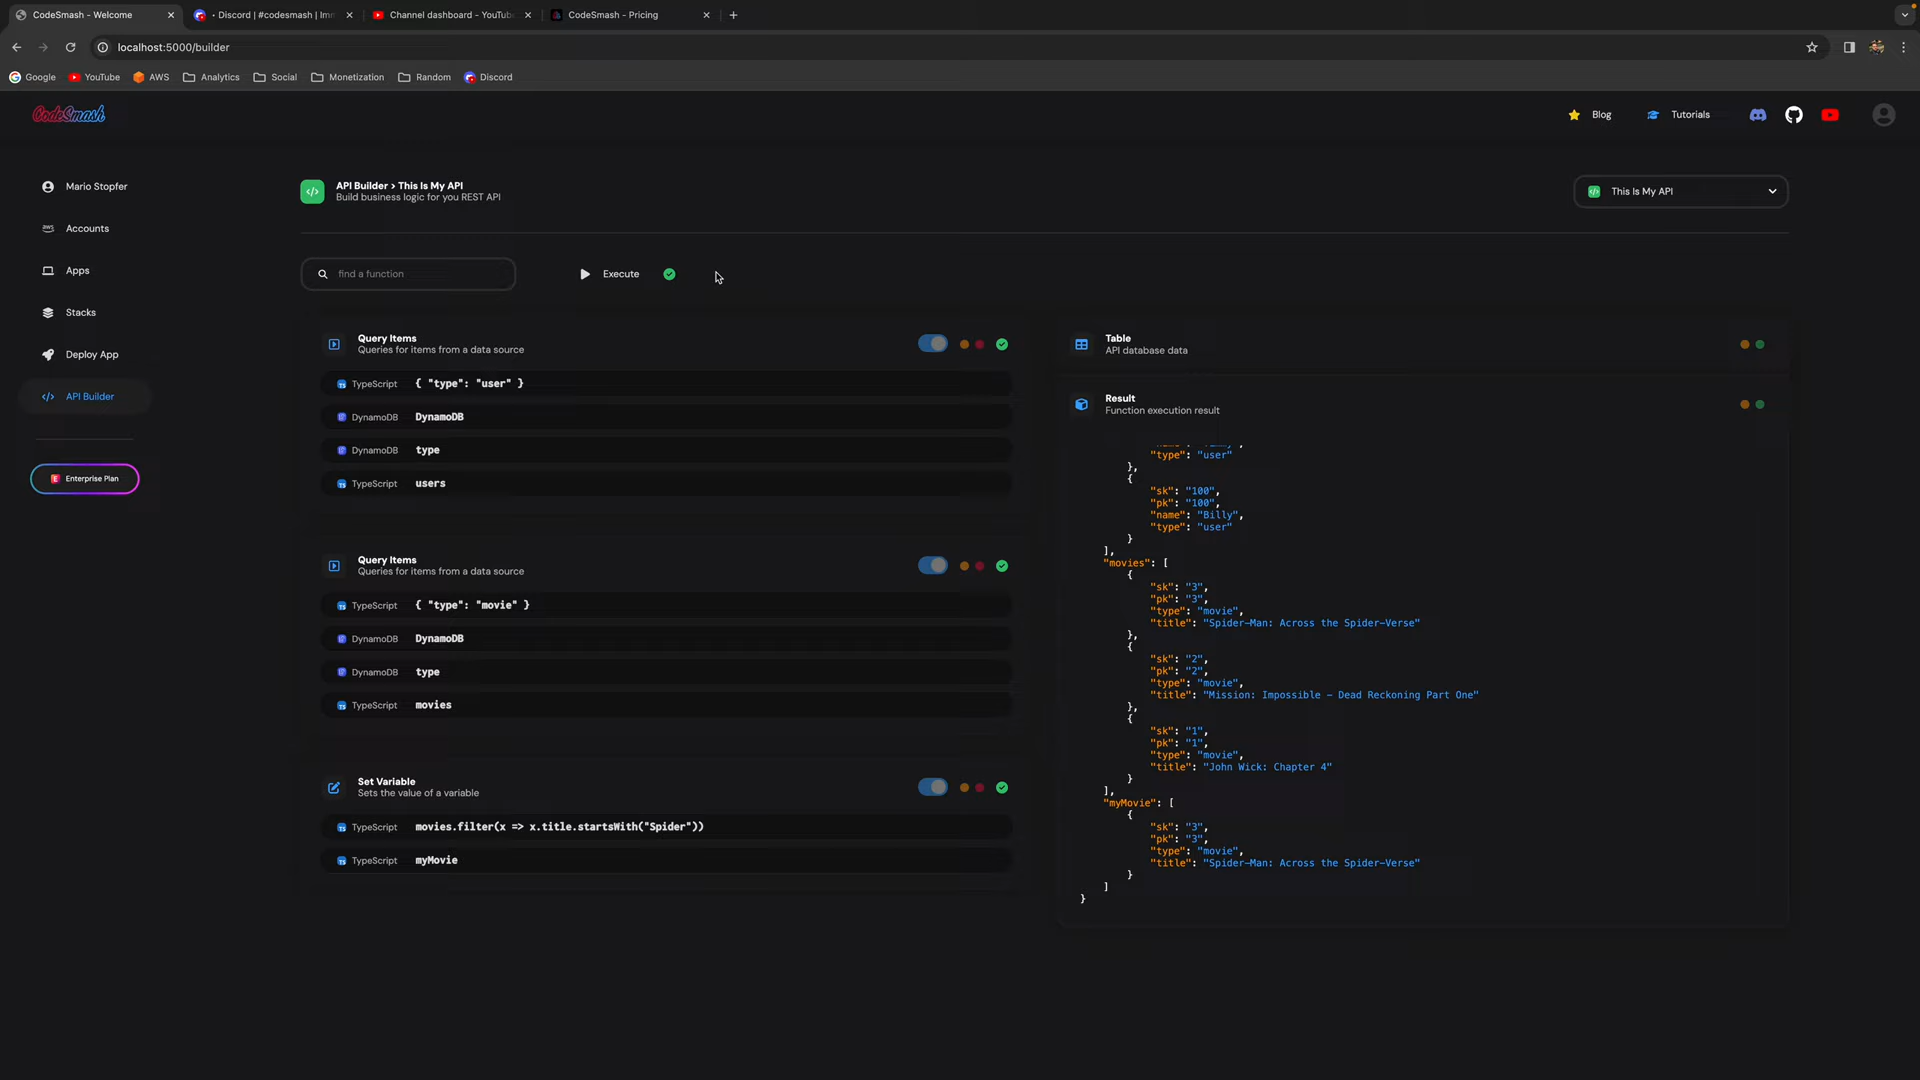 CodeSmash - Welcome
• Discord | #codesmash | Im
Channel dashboard - YouTube
CodeSmash - Pricing
localhost:5000/builder
Google
YouTube
AWS
Analytics
Social
Monetization
Random
Discord
CodeSmash
Blog
Tutorials
Mario Stopfer
Accounts
Apps
Stacks
Deploy App
API Builder
Enterprise Plan
API Builder > This Is My API
Build business logic for you REST API
This Is My API
find a function
Execute
Query Items
Queries for items from a data source
TypeScript { "type": "user" }
DynamoDB DynamoDB
DynamoDB type
TypeScript users
Query Items
Queries for items from a data source
TypeScript { "type": "movie" }
DynamoDB DynamoDB
DynamoDB type
TypeScript movies
Set Variable
Sets the value of a variable
TypeScript movies.filter(x => x.title.startsWith("Spider"))
TypeScript myMovie
Table
API database data
Result
Function execution result
"type": "user"
},
{
"sk": "100",
"pk": "100",
"name": "Billy",
"type": "user"
}
],
"movies": [
{
"sk": "3",
"pk": "3",
"type": "movie",
"title": "Spider-Man: Across the Spider-Verse"
},
{
"sk": "2",
"pk": "2",
"type": "movie",
"title": "Mission: Impossible - Dead Reckoning Part One"
},
{
"sk": "1",
"pk": "1",
"type": "movie",
"title": "John Wick: Chapter 4"
}
],
"myMovie": [
{
"sk": "3",
"pk": "3",
"type": "movie",
"title": "Spider-Man: Across the Spider-Verse"
}
]
}